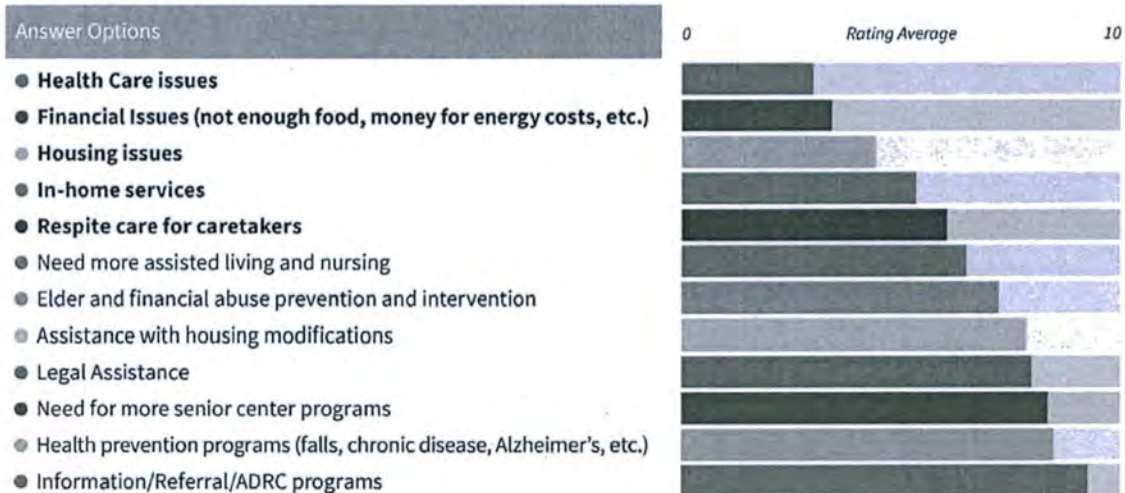 Answer Options
0 Rating Average 10
● Health Care issues
● Financial Issues (not enough food, money for energy costs, etc.)
● Housing issues
● In-home services
● Respite care for caretakers
● Need more assisted living and nursing
● Elder and financial abuse prevention and intervention
● Assistance with housing modifications
● Legal Assistance
● Need for more senior center programs
● Health prevention programs (falls, chronic disease, Alzheimer's, etc.)
● Information/Referral/ADRC programs